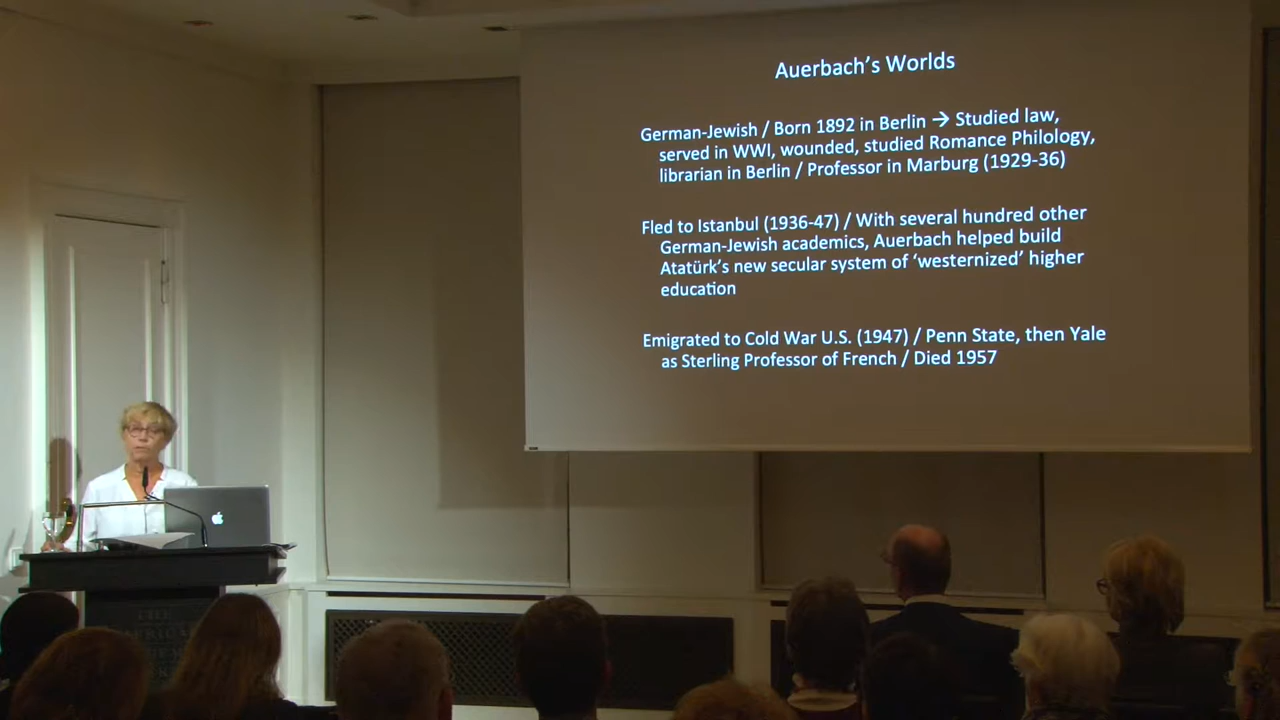 Auerbach's Worlds
German-Jewish / Born 1892 in Berlin → Studied law,
served in WWI, wounded, studied Romance Philology,
librarian in Berlin / Professor in Marburg (1929-36)
Fled to Istanbul (1936-47) / With several hundred other
German-Jewish academics, Auerbach helped build
Atatürk's new secular system of 'westernized' higher
education
Emigrated to Cold War U.S. (1947) / Penn State, then Yale
as Sterling Professor of French / Died 1957